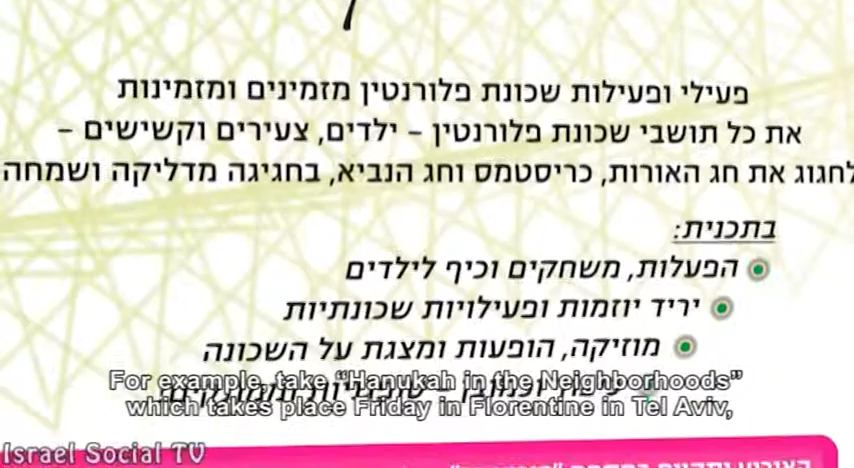 פעילי ופעילות שכונת פלורנטין מזמינים ומזמינות
את כל תושבי שכונת פלורנטין – ילדים, צעירים וקשישים –
לחגוג את חג האורות, כריסטמס וחג הנביא, בחגיגה מדליקה ושמחה
בתכנית:
הפעלות, משחקים וכיף לילדים
יריד יוזמות ופעילויות שכונתיות
מוזיקה, הופעות ומצגת על השכונה
For example, take “Hanukah in the Neighborhoods”
which takes place Friday in Florentine in Tel Aviv,
Israel Social TV